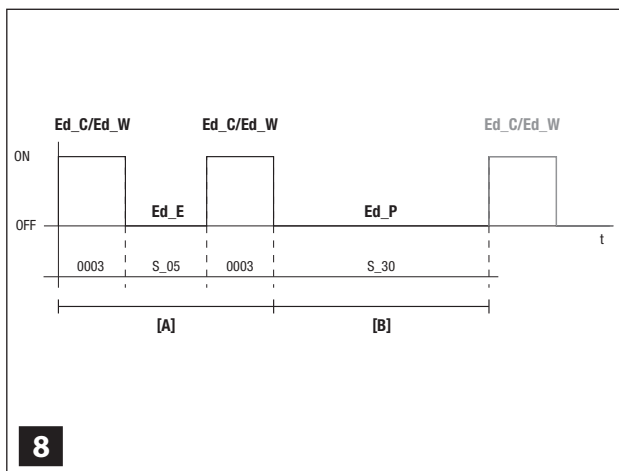 Ed_C/Ed_W Ed_C/Ed_W Ed_C/Ed_W
ON
Ed_E Ed_P
OFF
t
0003 S_05 0003 S_30
[A] [B]
8